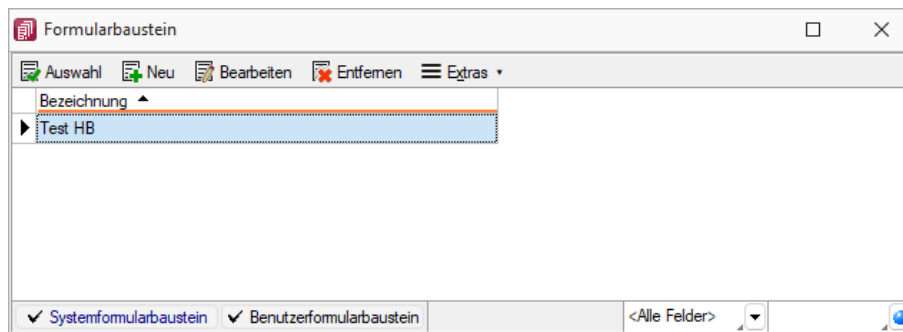 Formularbaustein
Auswahl Neu Bearbeiten Entfernen Extras
Bezeichnung
Test HB
Systemformularbaustein Benutzerformularbaustein <Alle Felder>